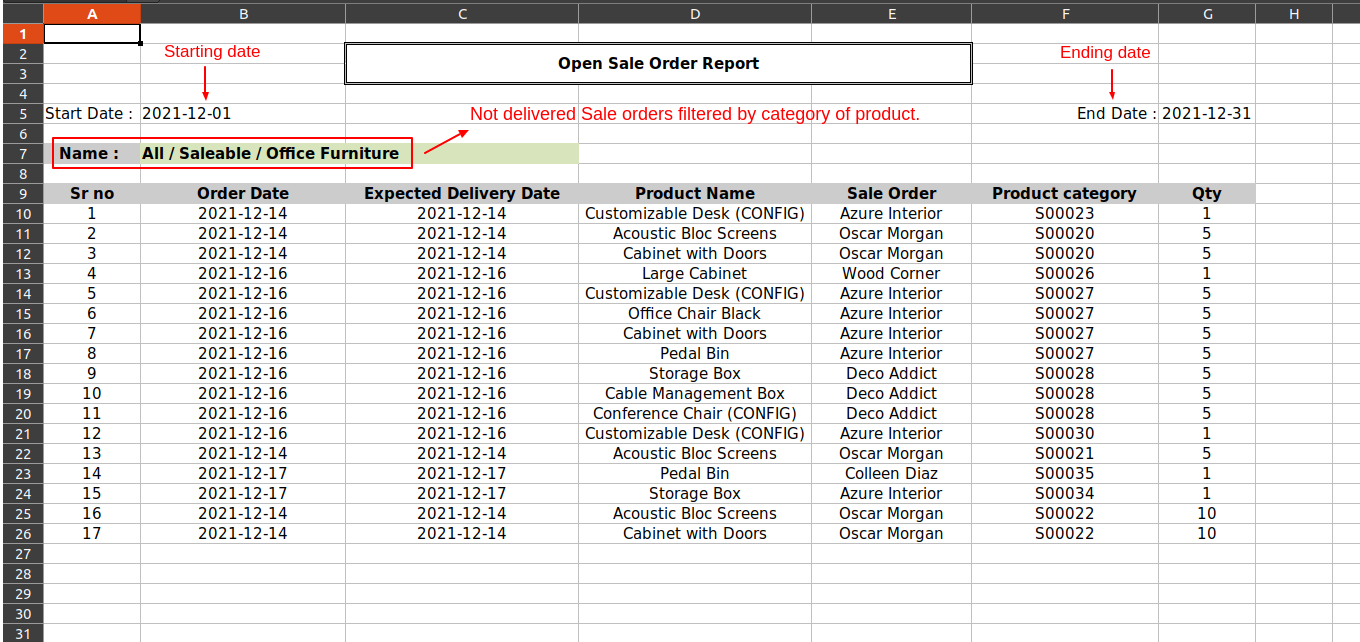 A B C D E F G H
1
2 Starting date Ending date
3 Open Sale Order Report
4
5 Start Date : 2021-12-01 Not delivered Sale orders filtered by category of product. End Date : 2021-12-31
6
7 Name : All / Saleable / Office Furniture
8
9 Sr no Order Date Expected Delivery Date Product Name Sale Order Product category Qty
10 1 2021-12-14 2021-12-14 Customizable Desk (CONFIG) Azure Interior S00023 1
11 2 2021-12-14 2021-12-14 Acoustic Bloc Screens Oscar Morgan S00020 5
12 3 2021-12-14 2021-12-14 Cabinet with Doors Oscar Morgan S00020 5
13 4 2021-12-16 2021-12-16 Large Cabinet Wood Corner S00026 1
14 5 2021-12-16 2021-12-16 Customizable Desk (CONFIG) Azure Interior S00027 5
15 6 2021-12-16 2021-12-16 Office Chair Black Azure Interior S00027 5
16 7 2021-12-16 2021-12-16 Cabinet with Doors Azure Interior S00027 5
17 8 2021-12-16 2021-12-16 Pedal Bin Azure Interior S00027 5
18 9 2021-12-16 2021-12-16 Storage Box Deco Addict S00028 5
19 10 2021-12-16 2021-12-16 Cable Management Box Deco Addict S00028 5
20 11 2021-12-16 2021-12-16 Conference Chair (CONFIG) Deco Addict S00028 5
21 12 2021-12-16 2021-12-16 Customizable Desk (CONFIG) Azure Interior S00030 1
22 13 2021-12-14 2021-12-14 Acoustic Bloc Screens Oscar Morgan S00021 5
23 14 2021-12-17 2021-12-17 Pedal Bin Colleen Diaz S00035 1
24 15 2021-12-17 2021-12-17 Storage Box Azure Interior S00034 1
25 16 2021-12-14 2021-12-14 Acoustic Bloc Screens Oscar Morgan S00022 10
26 17 2021-12-14 2021-12-14 Cabinet with Doors Oscar Morgan S00022 10
27
28
29
30
31